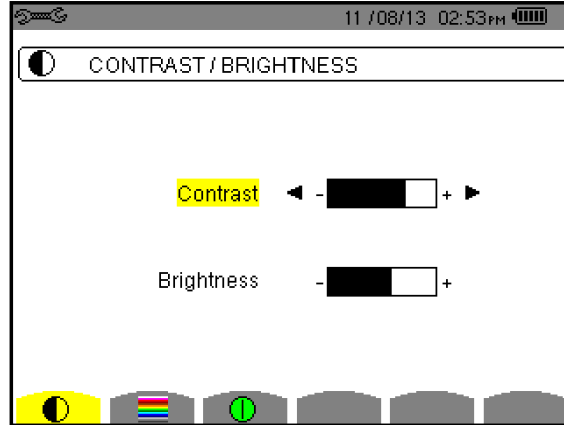 11/08/13 02:53PM
CONTRAST / BRIGHTNESS
Contrast - +
Brightness - +